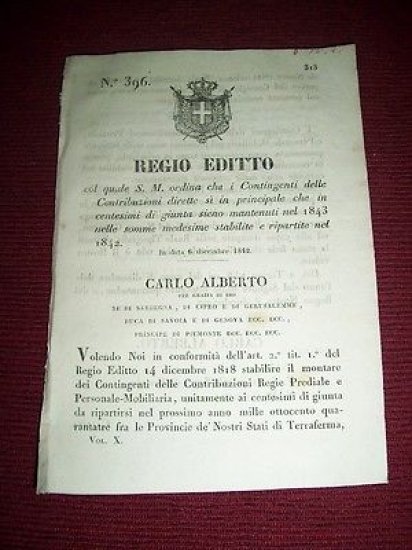 313
N.° 396.
REGIO EDITTO
col quale S. M. ordina che i Contingenti delle
Contribuzioni dirette sì in principale che in
centesimi di giunta sieno mantenuti nel 1843
nelle somme medesime stabilite e ripartite nel
1842.
In data 6 dicembre 1842.
CARLO ALBERTO
PER GRAZIA DI DIO
RE DI SARDEGNA, DI CIPRO E DI GERUSALEMME,
DUCA DI SAVOIA E DI GENOVA ECC. ECC.,
PRINCIPE DI PIEMONTE ECC. ECC. ECC.
Volendo Noi in conformità dell'art. 2.° tit. 1.° del
Regio Editto 14 dicembre 1818 stabilire il montare
dei Contingenti delle Contribuzioni Regie Prediale e
Personale-Mobiliaria, unitamente ai centesimi di giunta
da ripartirsi nel prossimo anno mille ottocento qua-
rantatrè fra le Provincie de' Nostri Stati di Terraferma,
VOL. X.